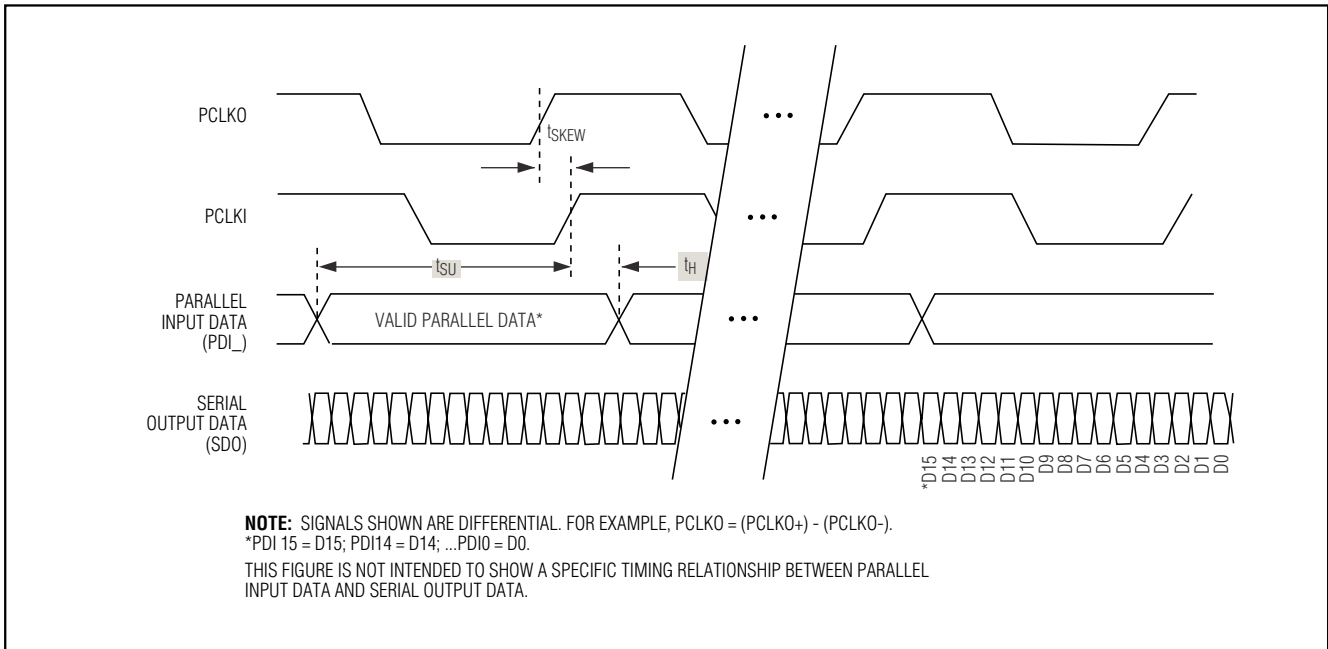 PCLKO
tSKEW
PCLKI
tSU
tH
PARALLEL
INPUT DATA
(PDI_)
VALID PARALLEL DATA*
SERIAL
OUTPUT DATA
(SDO)
*D15
D14
D13
D12
D11
D10
D9
D8
D7
D6
D5
D4
D3
D2
D1
D0
NOTE: SIGNALS SHOWN ARE DIFFERENTIAL. FOR EXAMPLE, PCLKO = (PCLKO+) - (PCLKO-).
*PDI 15 = D15; PDI14 = D14; ...PDI0 = D0.
THIS FIGURE IS NOT INTENDED TO SHOW A SPECIFIC TIMING RELATIONSHIP BETWEEN PARALLEL
INPUT DATA AND SERIAL OUTPUT DATA.